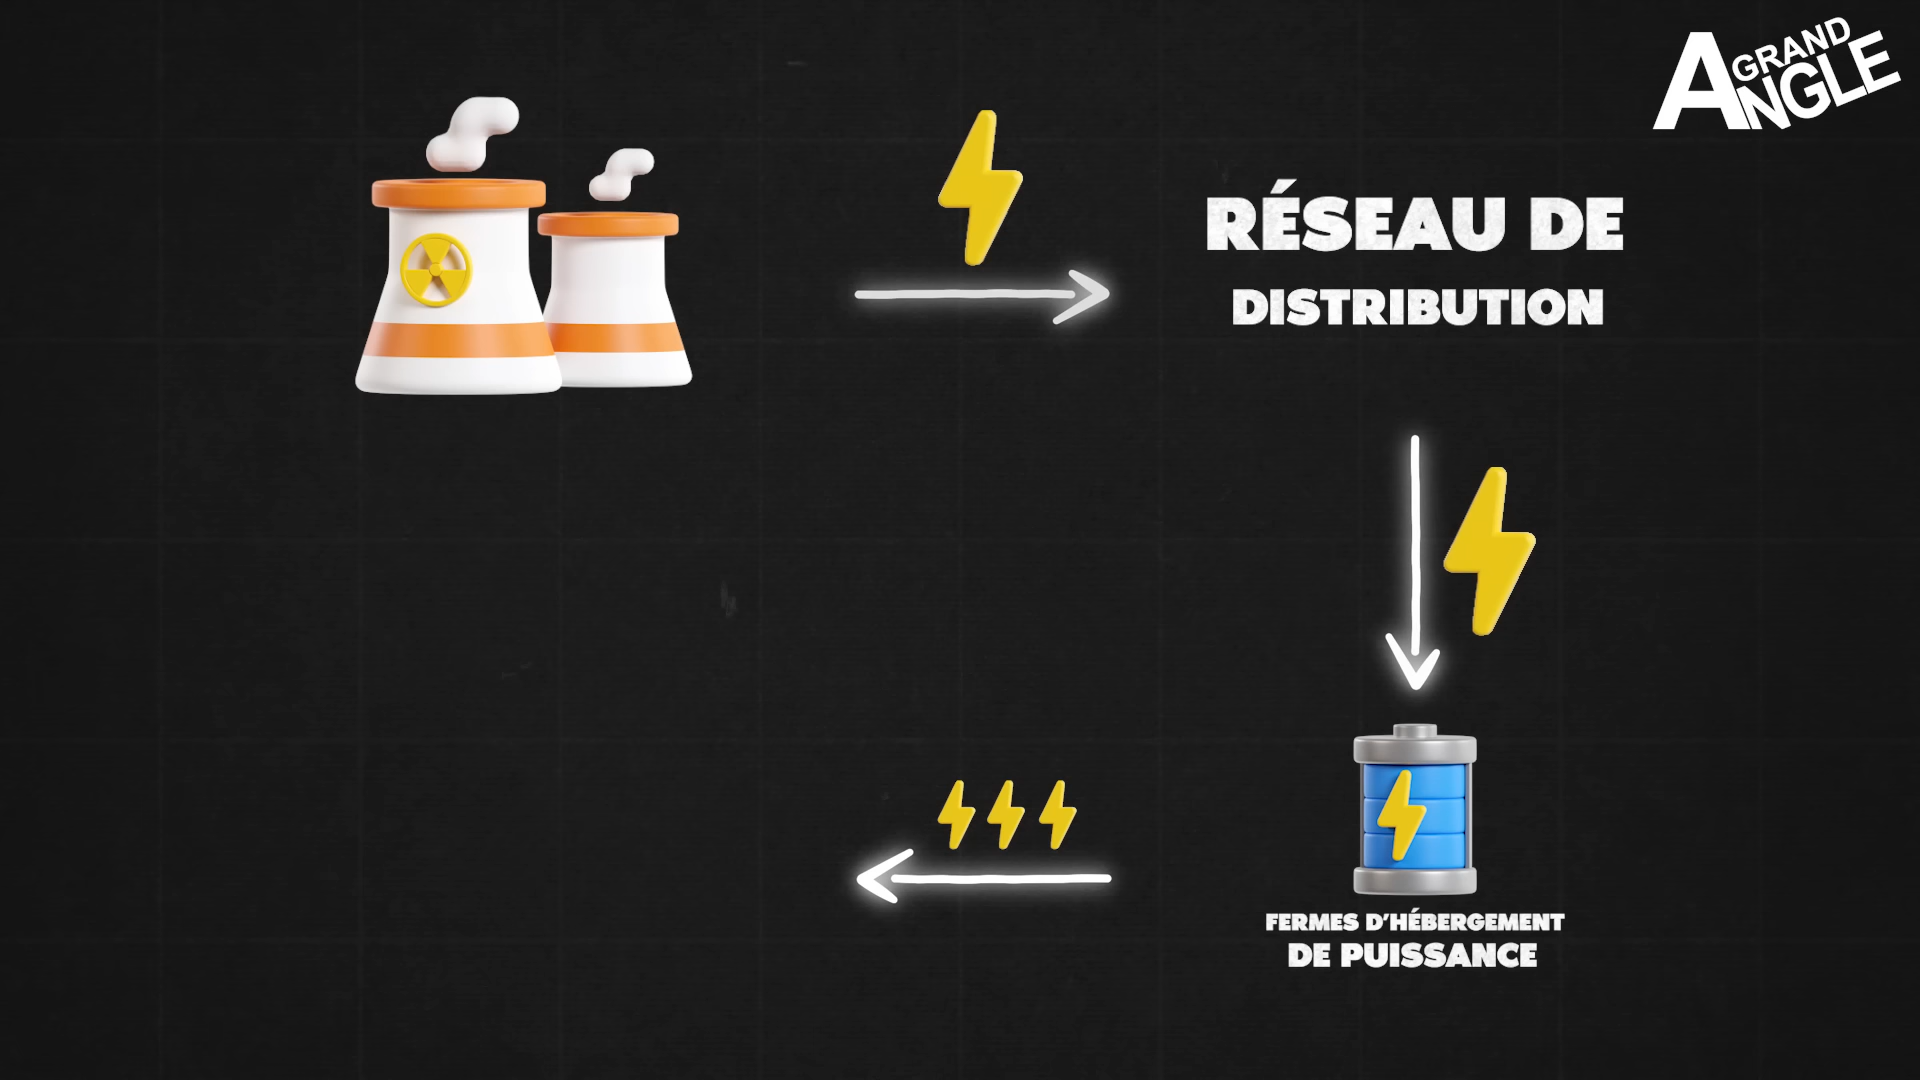 GRAND
ANGLE
RÉSEAU DE
DISTRIBUTION
FERMES D'HÉBERGEMENT
DE PUISSANCE